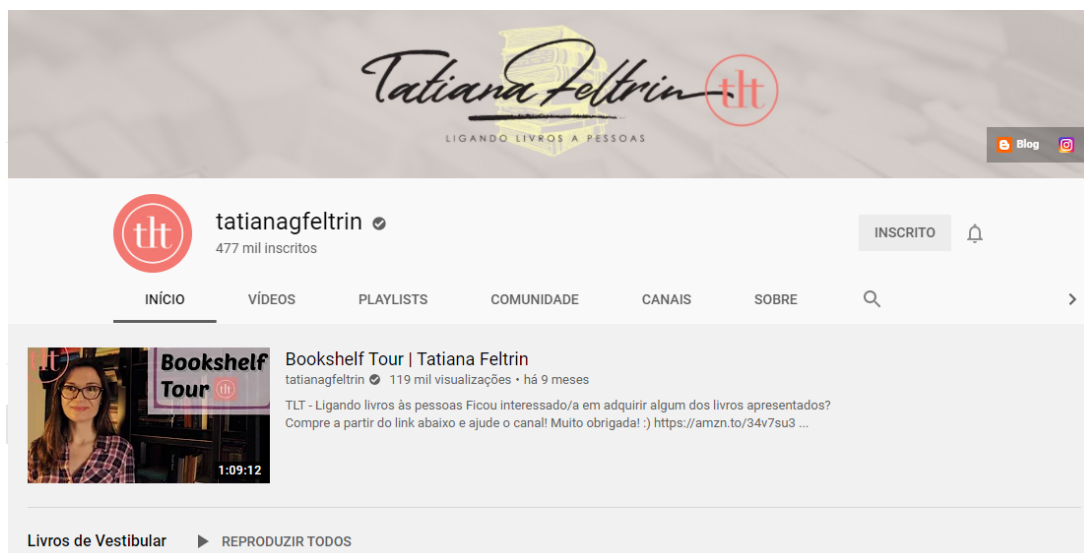 Tatiana Feltrin tlt
LIGANDO LIVROS A PESSOAS
Blog
tlt
tatianagfeltrin
477 mil inscritos
INSCRITO
INÍCIO VÍDEOS PLAYLISTS COMUNIDADE CANAIS SOBRE
tlt
Bookshelf
Tour tlt
1:09:12
Bookshelf Tour | Tatiana Feltrin
tatianagfeltrin 119 mil visualizações • há 9 meses
TLT - Ligando livros às pessoas Ficou interessado/a em adquirir algum dos livros apresentados?
Compre a partir do link abaixo e ajude o canal! Muito obrigada! :) https://amzn.to/34v7su3 ...
Livros de Vestibular REPRODUZIR TODOS